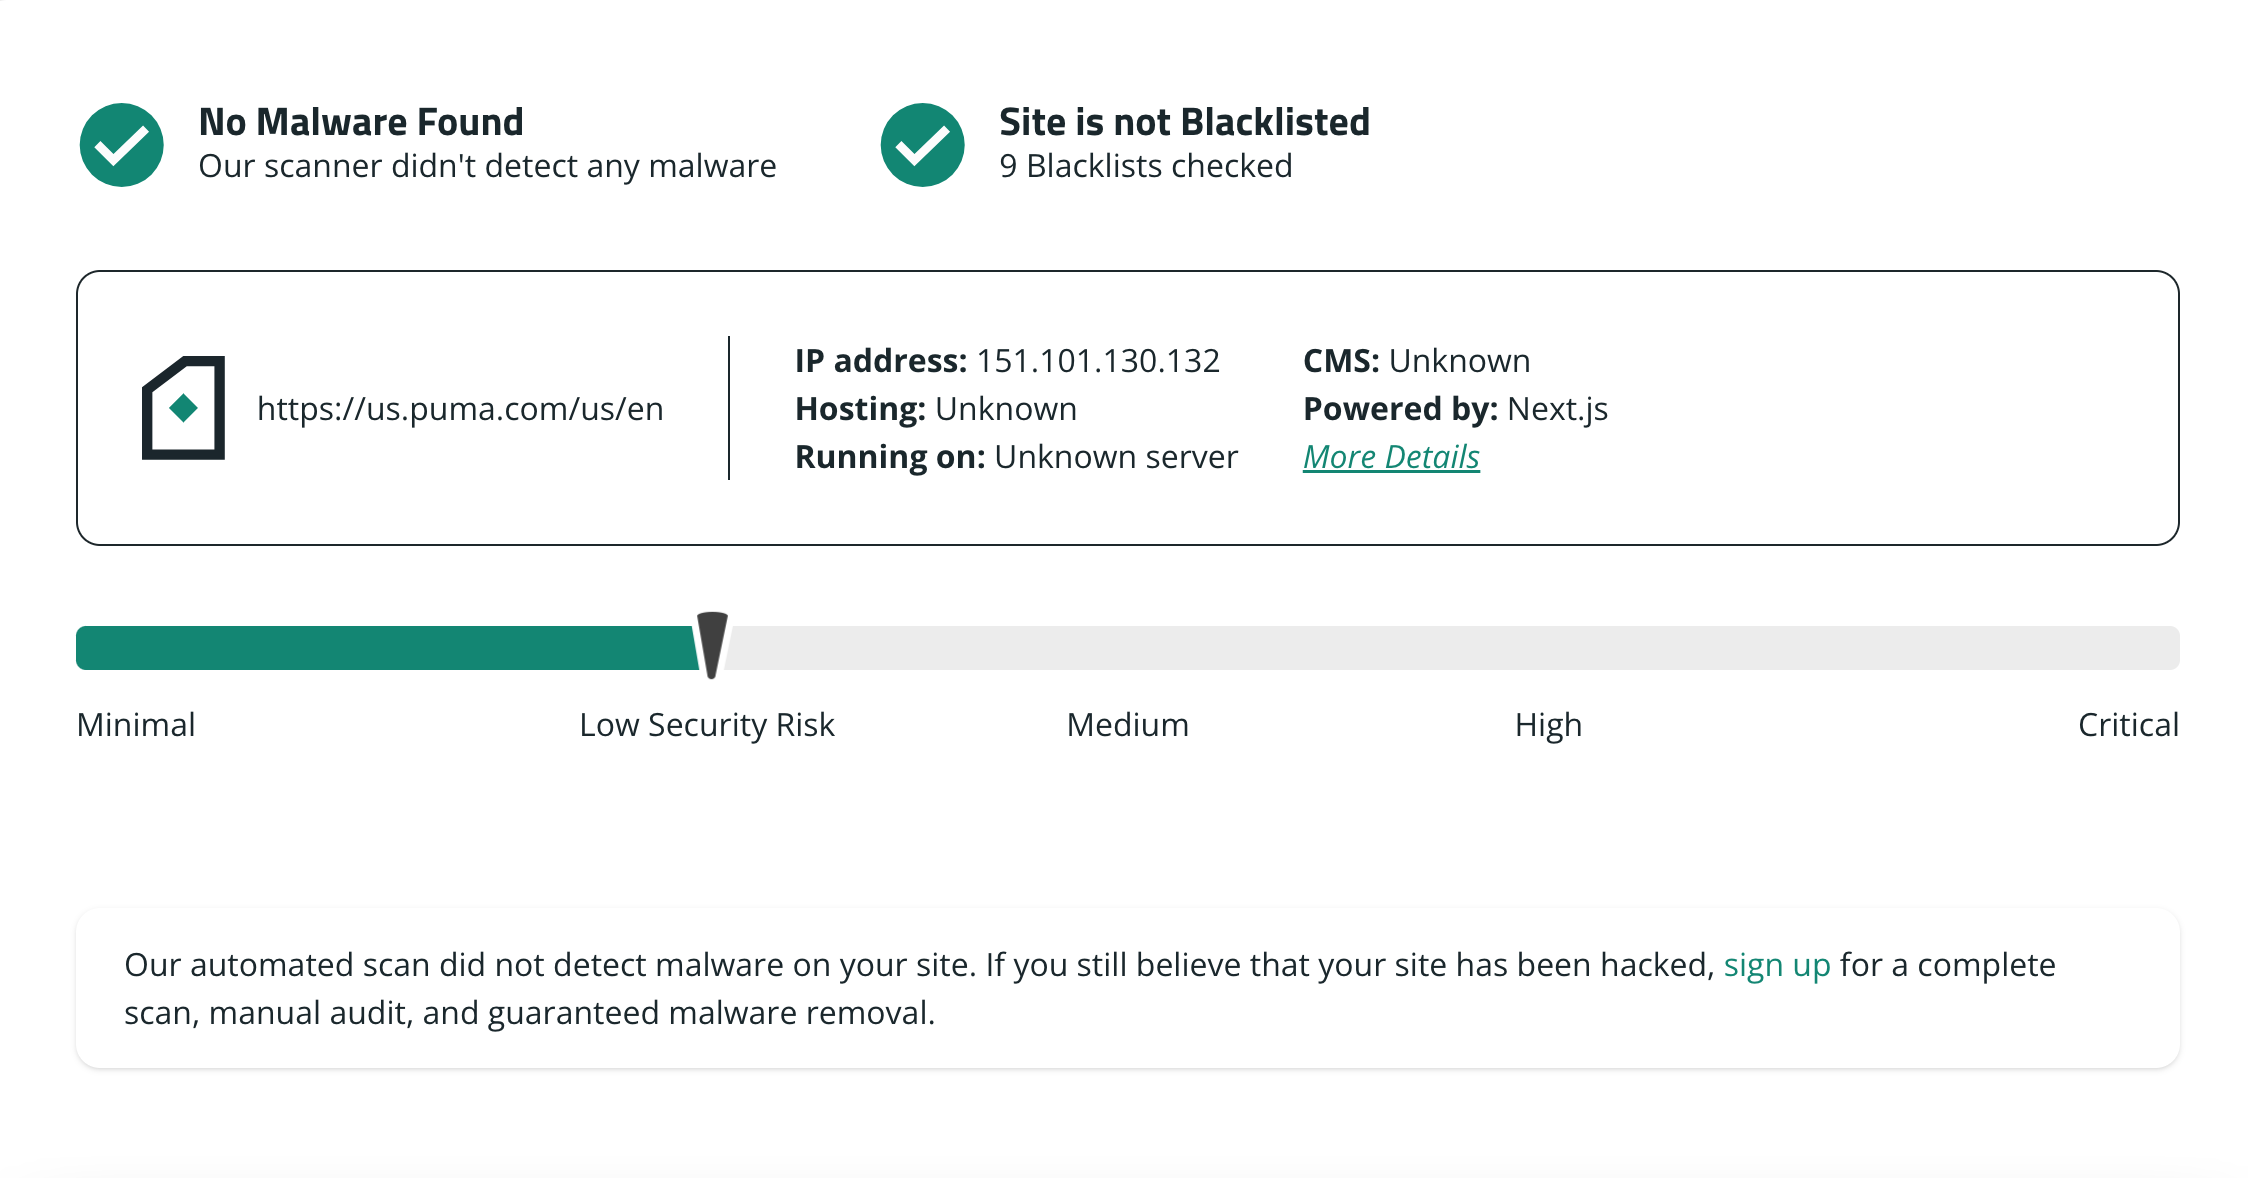 No Malware Found
Our scanner didn't detect any malware
Site is not Blacklisted
9 Blacklists checked
https://us.puma.com/us/en
IP address: 151.101.130.132
Hosting: Unknown
Running on: Unknown server
CMS: Unknown
Powered by: Next.js
More Details
Minimal
Low Security Risk
Medium
High
Critical
Our automated scan did not detect malware on your site. If you still believe that your site has been hacked, sign up for a complete
scan, manual audit, and guaranteed malware removal.